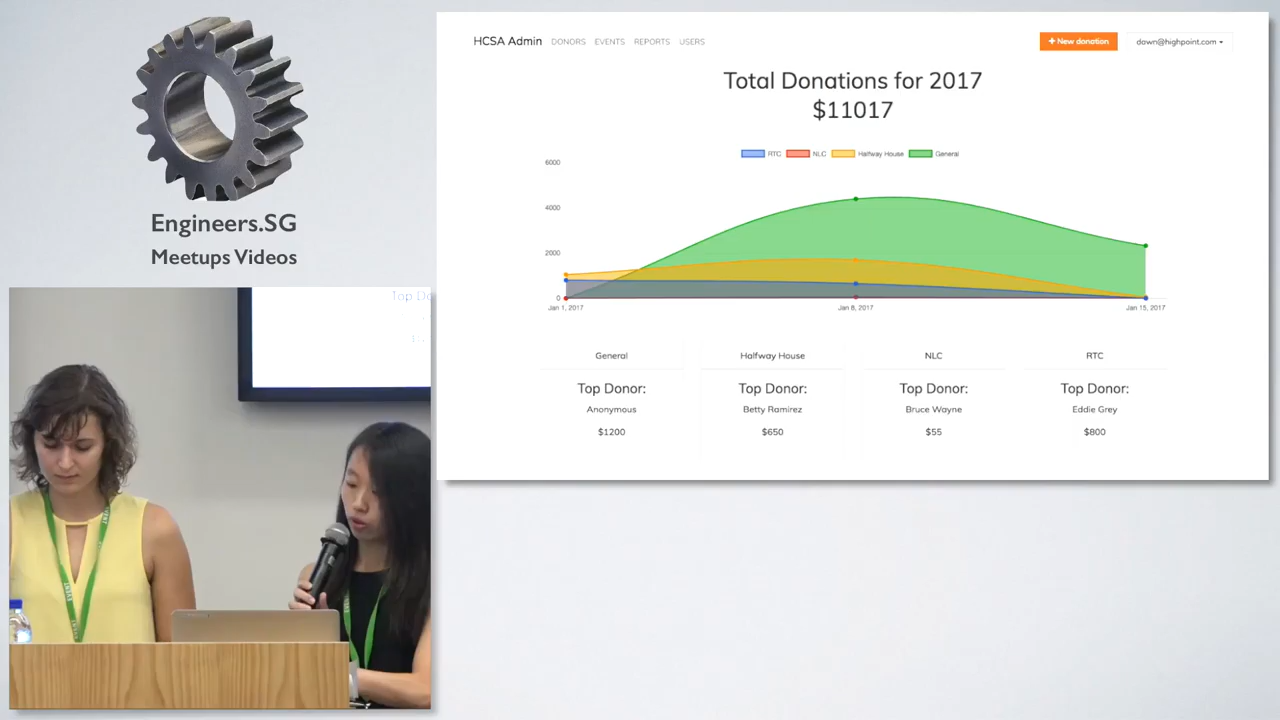 Engineers.SG
Meetups Videos
HCSA Admin DONORS EVENTS REPORTS USERS
+ New donation
dawn@highpoint.com
Total Donations for 2017
$11017
RTC NLC Halfway House General
6000
4000
2000
0
Jan 1, 2017 Jan 8, 2017 Jan 15, 2017
General Halfway House NLC RTC
Top Donor: Top Donor: Top Donor: Top Donor:
Anonymous Betty Ramirez Bruce Wayne Eddie Grey
$1200 $650 $55 $800
Top Do